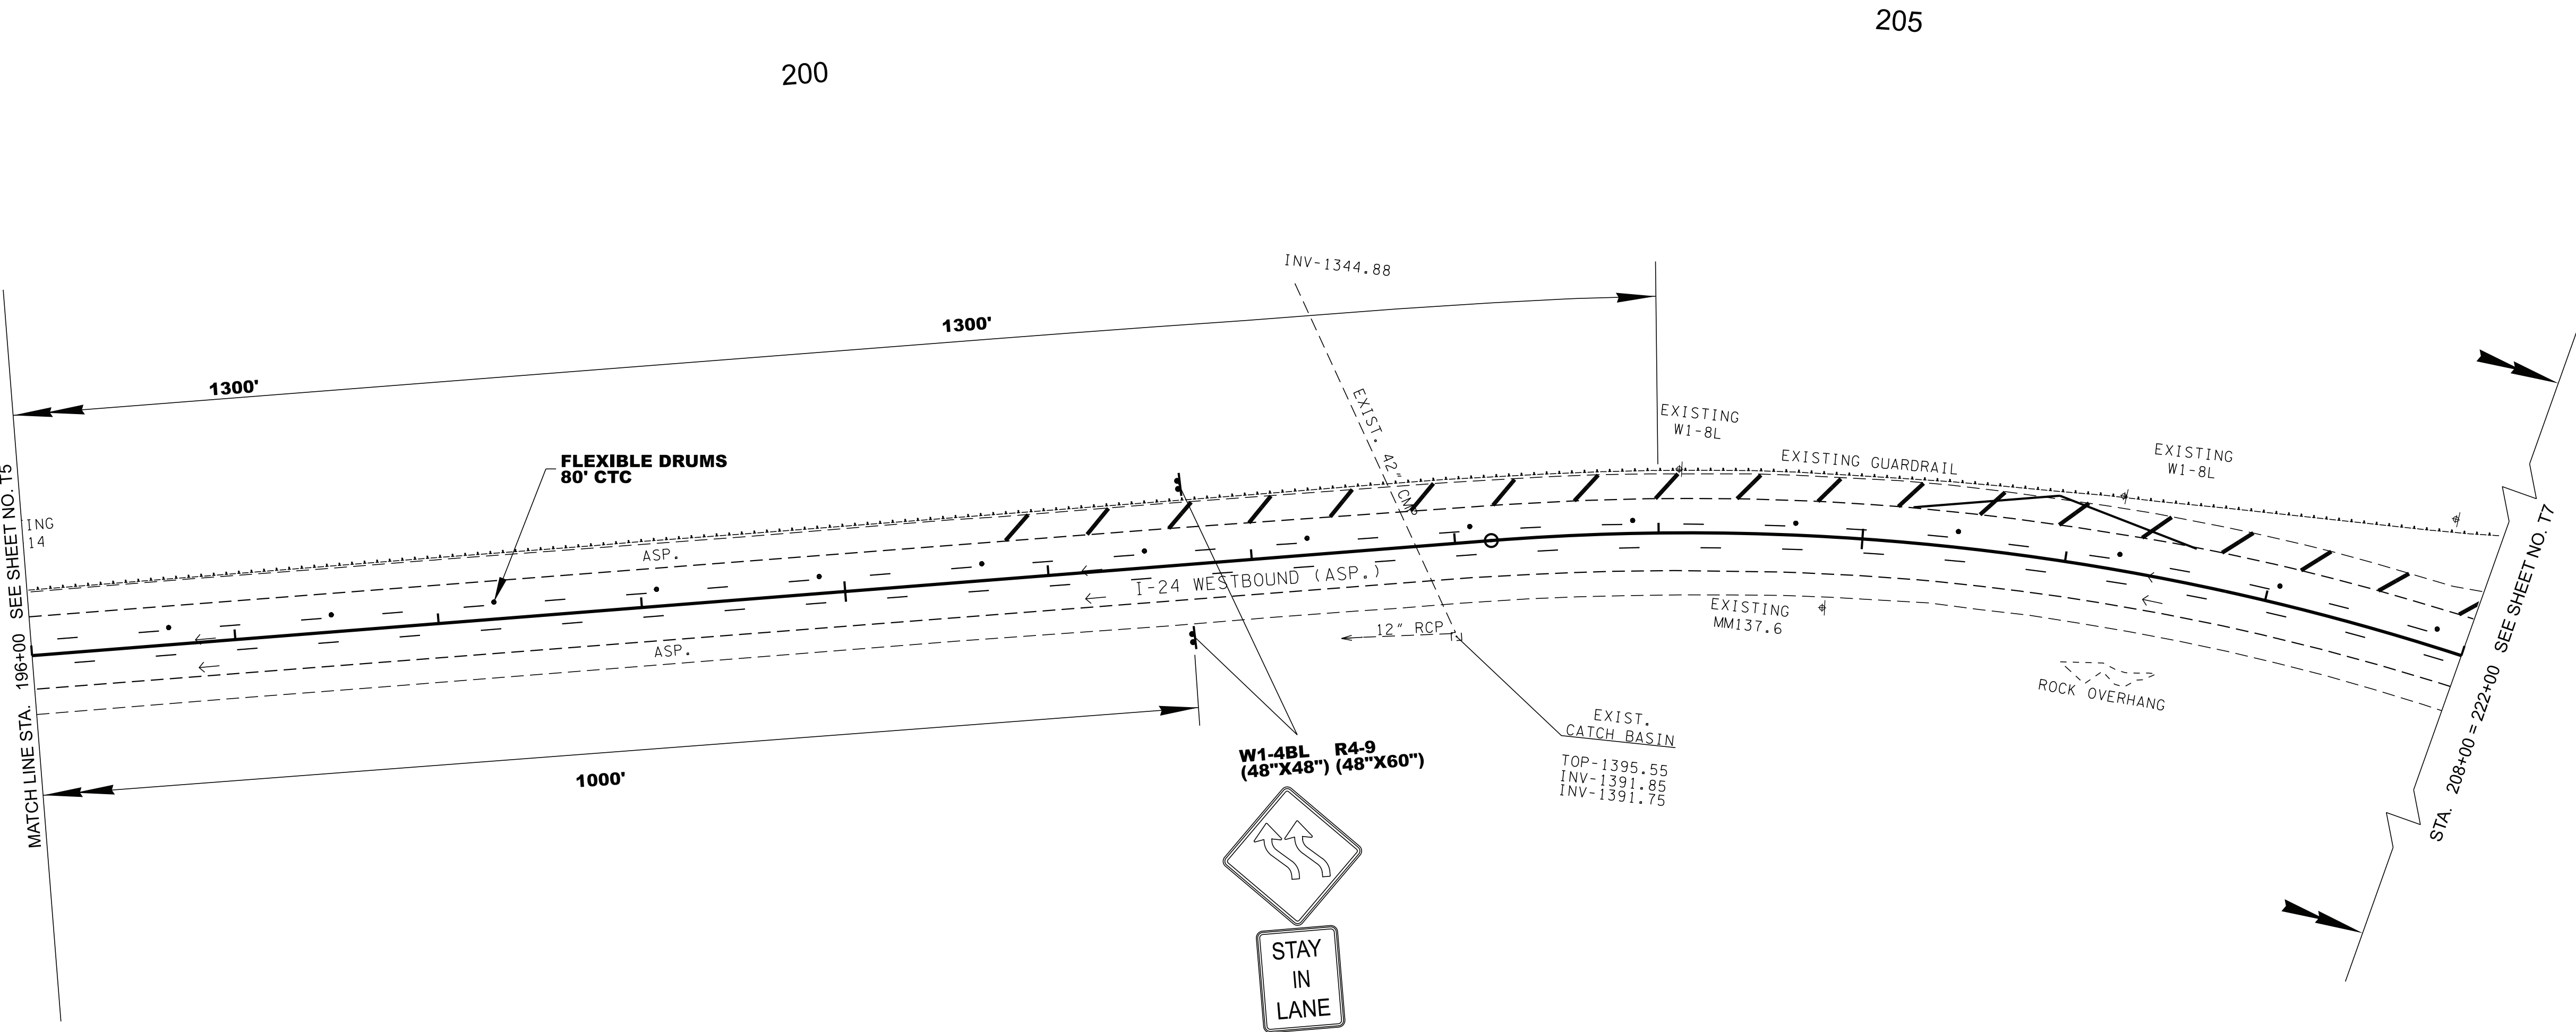 205
200
INV-1344.88
1300'
1300'
EXIST. 42" CMP
EXISTING
W1-8L
EXISTING GUARDRAIL
EXISTING
W1-8L
FLEXIBLE DRUMS
80' CTC
ING
14
ASP.
I-24 WESTBOUND (ASP.)
ASP.
12" RCP
EXISTING
MM137.6
ROCK OVERHANG
MATCH LINE STA. 196+00 SEE SHEET NO. T5
STA. 208+00 = 222+00 SEE SHEET NO. T7
1000'
W1-4BL R4-9
(48"X48") (48"X60")
EXIST.
CATCH BASIN
TOP-1395.55
INV-1391.85
INV-1391.75
STAY
IN
LANE